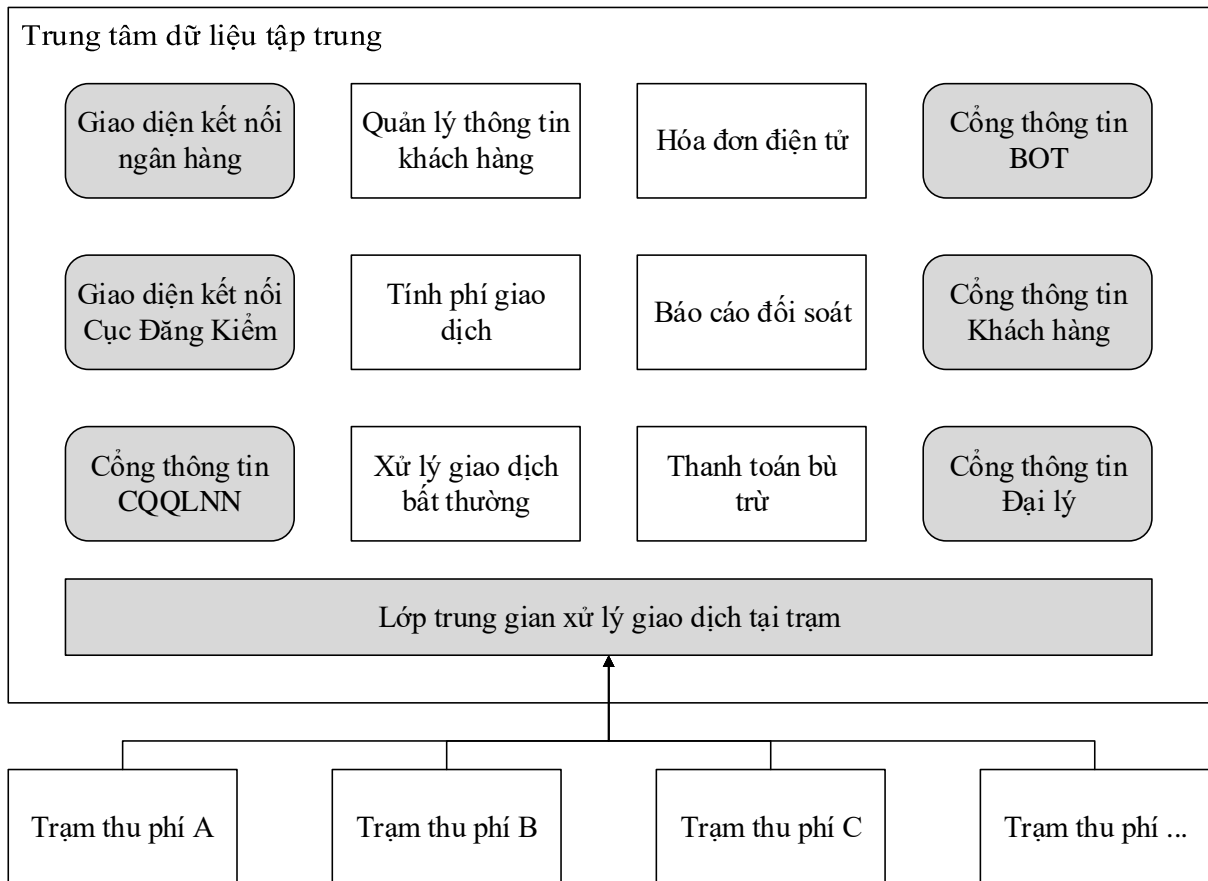 Trung tâm dữ liệu tập trung
Giao diện kết nối
ngân hàng
Quản lý thông tin
khách hàng
Hóa đơn điện tử
Cổng thông tin
BOT
Giao diện kết nối
Cục Đăng Kiểm
Tính phí giao
dịch
Báo cáo đối soát
Cổng thông tin
Khách hàng
Cổng thông tin
CQQLNN
Xử lý giao dịch
bất thường
Thanh toán bù
trừ
Cổng thông tin
Đại lý
Lớp trung gian xử lý giao dịch tại trạm
Trạm thu phí A
Trạm thu phí B
Trạm thu phí C
Trạm thu phí ...